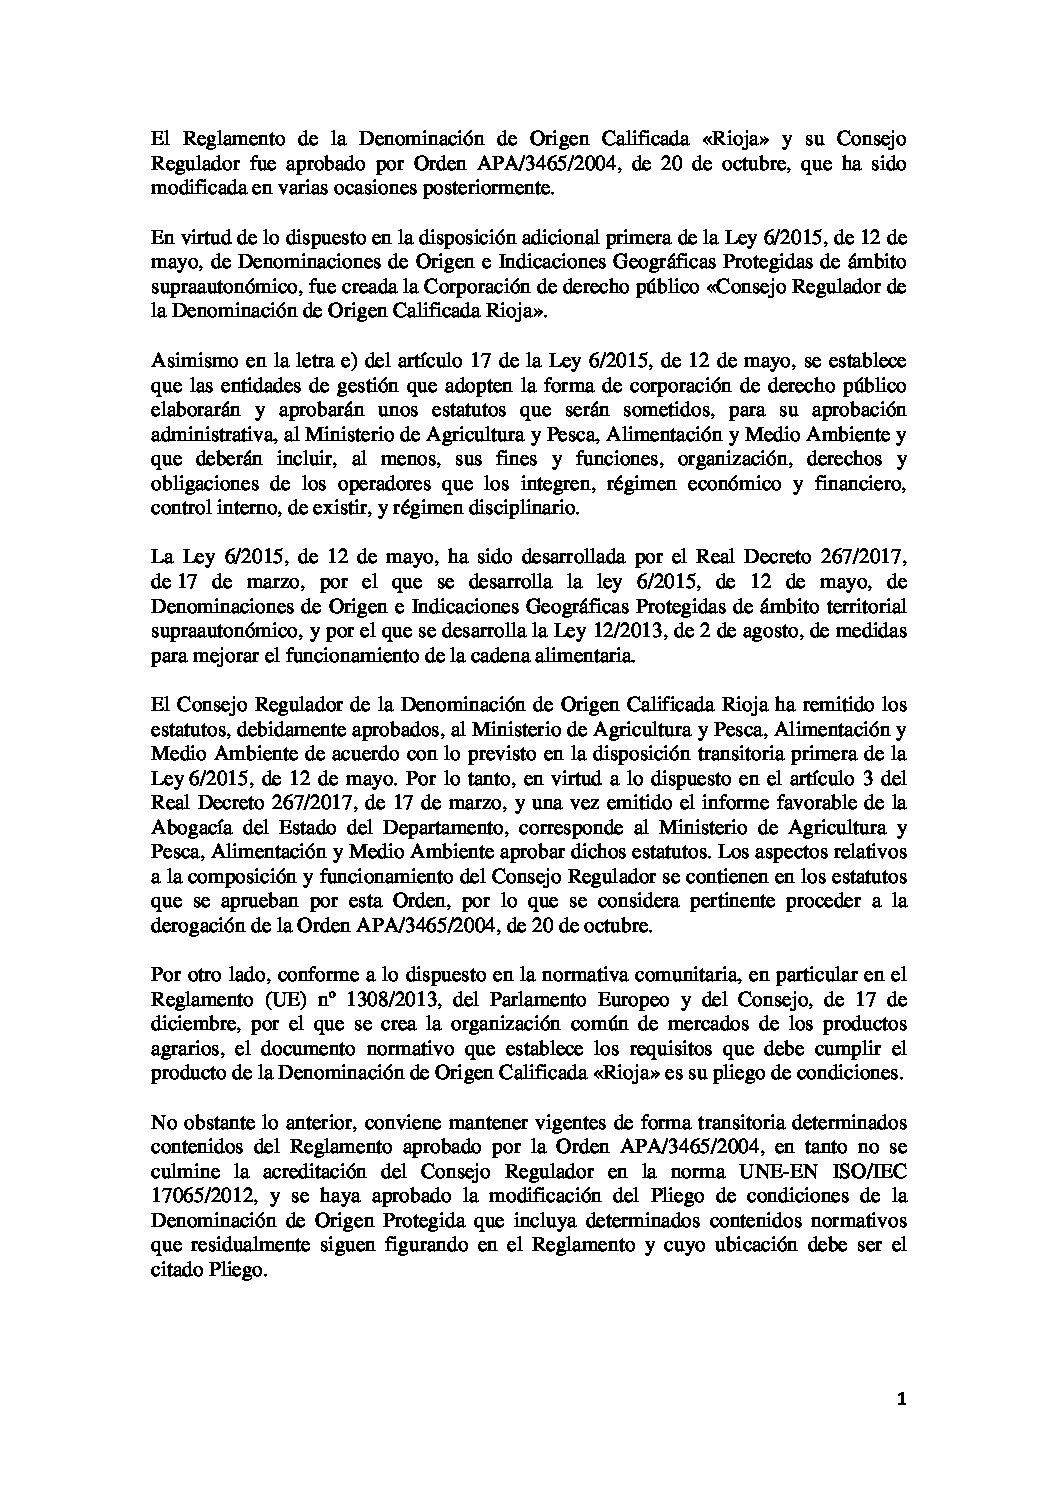 El Reglamento de la Denominación de Origen Calificada «Rioja» y su Consejo
Regulador fue aprobado por Orden APA/3465/2004, de 20 de octubre, que ha sido
modificada en varias ocasiones posteriormente.
En virtud de lo dispuesto en la disposición adicional primera de la Ley 6/2015, de 12 de
mayo, de Denominaciones de Origen e Indicaciones Geográficas Protegidas de ámbito
supraautonómico, fue creada la Corporación de derecho público «Consejo Regulador de
la Denominación de Origen Calificada Rioja».
Asimismo en la letra e) del artículo 17 de la Ley 6/2015, de 12 de mayo, se establece
que las entidades de gestión que adopten la forma de corporación de derecho público
elaborarán y aprobarán unos estatutos que serán sometidos, para su aprobación
administrativa, al Ministerio de Agricultura y Pesca, Alimentación y Medio Ambiente y
que deberán incluir, al menos, sus fines y funciones, organización, derechos y
obligaciones de los operadores que los integren, régimen económico y financiero,
control interno, de existir, y régimen disciplinario.
La Ley 6/2015, de 12 de mayo, ha sido desarrollada por el Real Decreto 267/2017,
de 17 de marzo, por el que se desarrolla la ley 6/2015, de 12 de mayo, de
Denominaciones de Origen e Indicaciones Geográficas Protegidas de ámbito territorial
supraautonómico, y por el que se desarrolla la Ley 12/2013, de 2 de agosto, de medidas
para mejorar el funcionamiento de la cadena alimentaria.
El Consejo Regulador de la Denominación de Origen Calificada Rioja ha remitido los
estatutos, debidamente aprobados, al Ministerio de Agricultura y Pesca, Alimentación y
Medio Ambiente de acuerdo con lo previsto en la disposición transitoria primera de la
Ley 6/2015, de 12 de mayo. Por lo tanto, en virtud a lo dispuesto en el artículo 3 del
Real Decreto 267/2017, de 17 de marzo, y una vez emitido el informe favorable de la
Abogacía del Estado del Departamento, corresponde al Ministerio de Agricultura y
Pesca, Alimentación y Medio Ambiente aprobar dichos estatutos. Los aspectos relativos
a la composición y funcionamiento del Consejo Regulador se contienen en los estatutos
que se aprueban por esta Orden, por lo que se considera pertinente proceder a la
derogación de la Orden APA/3465/2004, de 20 de octubre.
Por otro lado, conforme a lo dispuesto en la normativa comunitaria, en particular en el
Reglamento (UE) nº 1308/2013, del Parlamento Europeo y del Consejo, de 17 de
diciembre, por el que se crea la organización común de mercados de los productos
agrarios, el documento normativo que establece los requisitos que debe cumplir el
producto de la Denominación de Origen Calificada «Rioja» es su pliego de condiciones.
No obstante lo anterior, conviene mantener vigentes de forma transitoria determinados
contenidos del Reglamento aprobado por la Orden APA/3465/2004, en tanto no se
culmine la acreditación del Consejo Regulador en la norma UNE-EN ISO/IEC
17065/2012, y se haya aprobado la modificación del Pliego de condiciones de la
Denominación de Origen Protegida que incluya determinados contenidos normativos
que residualmente siguen figurando en el Reglamento y cuyo ubicación debe ser el
citado Pliego.
1